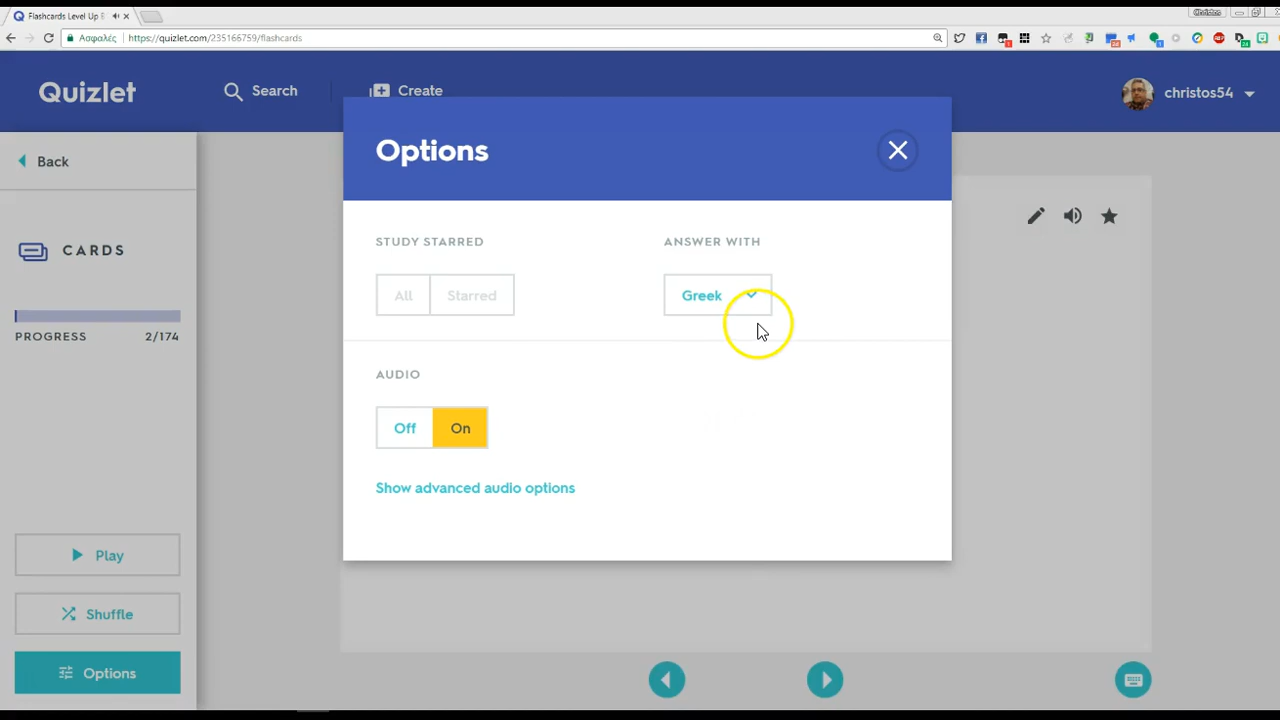 Flashcards Level Up
Christos
Ασφαλές
https://quizlet.com/235166759/flashcards
Quizlet
Search
Create
christos54
Back
Options
CARDS
STUDY STARRED
ANSWER WITH
All
Starred
Greek
PROGRESS
2/174
AUDIO
Off
On
Show advanced audio options
Play
Shuffle
Options